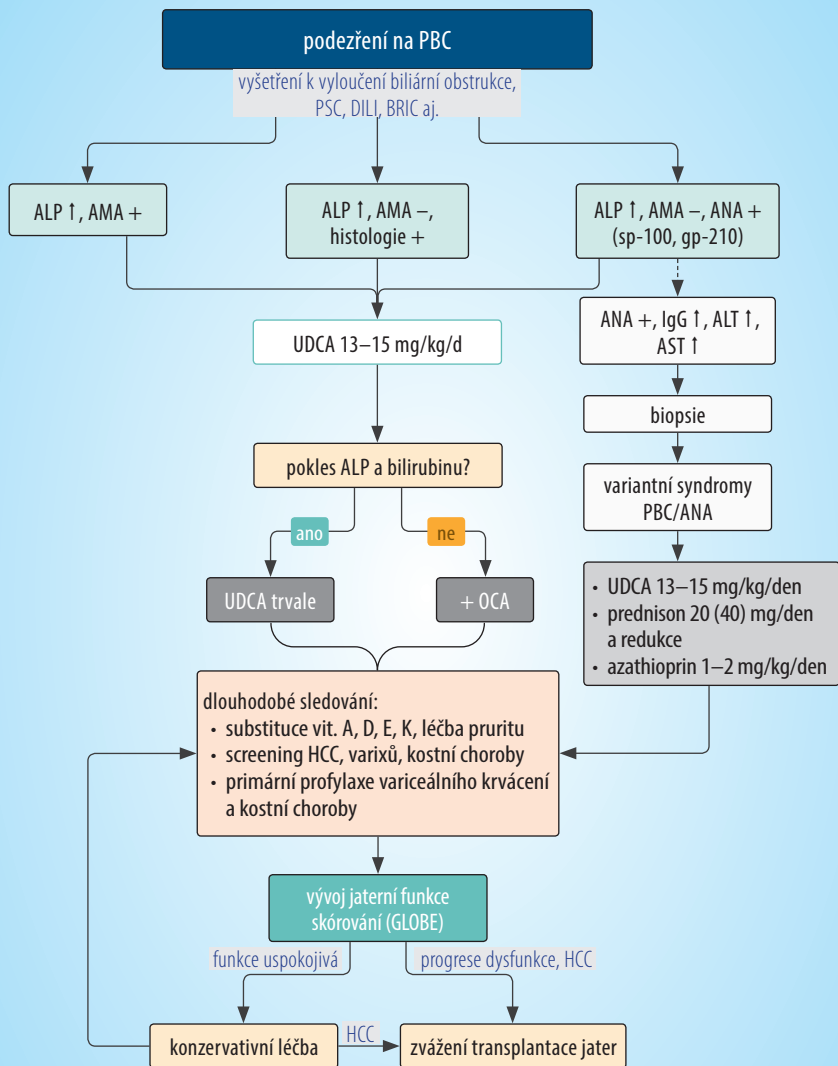 podezření na PBC
vyšetření k vyloučení biliární obstrukce,
PSC, DILI, BRIC aj.
ALP ↑, AMA +
ALP ↑, AMA –,
histologie +
ALP ↑, AMA –, ANA +
(sp-100, gp-210)
UDCA 13–15 mg/kg/d
ANA +, IgG ↑, ALT ↑,
AST ↑
biopsie
pokles ALP a bilirubinu?
variantní syndromy
PBC/ANA
ano
ne
UDCA trvale
+ OCA
• UDCA 13–15 mg/kg/den
• prednison 20 (40) mg/den
a redukce
• azathioprin 1–2 mg/kg/den
dlouhodobé sledování:
• substituce vit. A, D, E, K, léčba pruritu
• screening HCC, varixů, kostní choroby
• primární profylaxe variceálního krvácení
a kostní choroby
vývoj jaterní funkce
skórování (GLOBE)
funkce uspokojivá
progrese dysfunkce, HCC
konzervativní léčba
HCC
zvážení transplantace jater